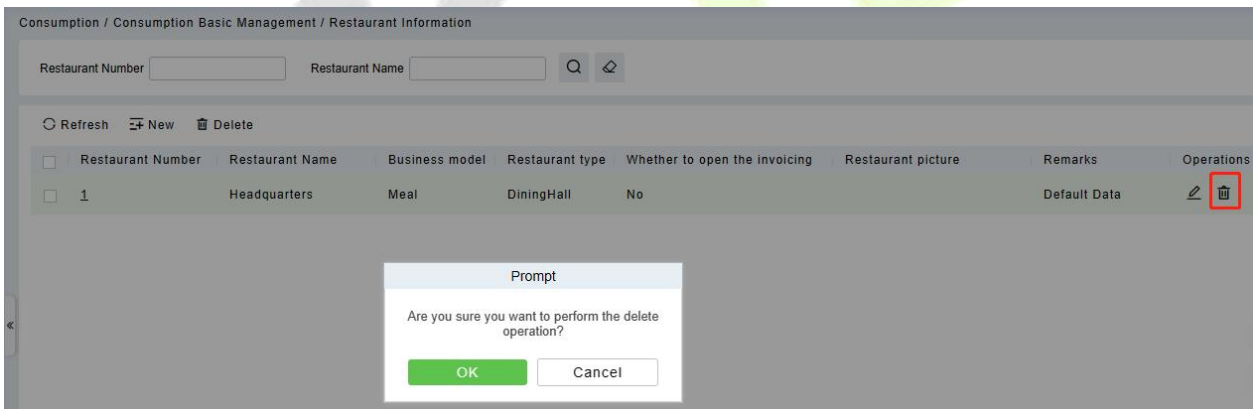 Consumption / Consumption Basic Management / Restaurant Information
Restaurant Number Restaurant Name
Refresh New Delete
Restaurant Number Restaurant Name Business model Restaurant type Whether to open the invoicing Restaurant picture Remarks Operations
1 Headquarters Meal DiningHall No Default Data
Prompt
Are you sure you want to perform the delete
operation?
OK Cancel